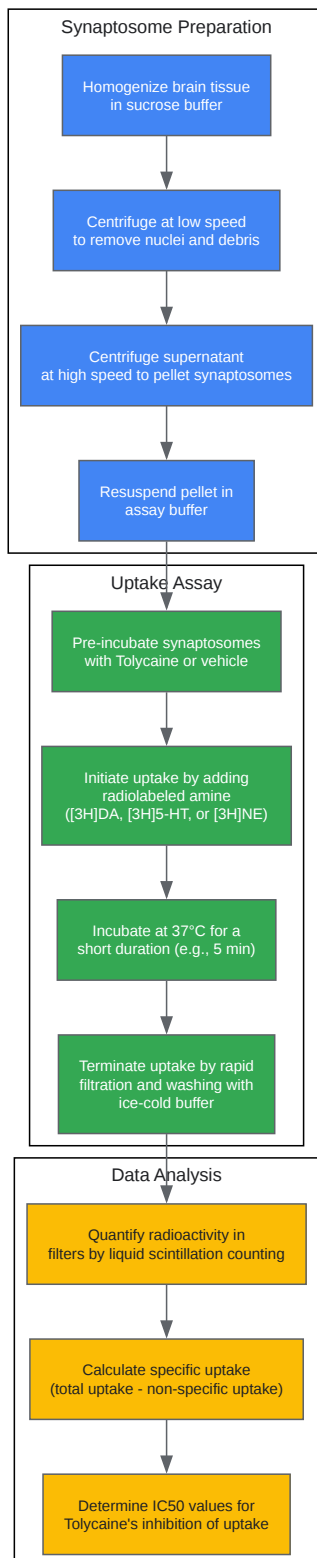 Synaptosome Preparation
Homogenize brain tissue
in sucrose buffer
Centrifuge at low speed
to remove nuclei and debris
Centrifuge supernatant
at high speed to pellet synaptosomes
Resuspend pellet in
assay buffer
Uptake Assay
Pre-incubate synaptosomes
with Tolycaine or vehicle
Initiate uptake by adding
radiolabeled amine
([3H]DA, [3H]5-HT, or [3H]NE)
Incubate at 37°C for a
short duration (e.g., 5 min)
Terminate uptake by rapid
filtration and washing with
ice-cold buffer
Data Analysis
Quantify radioactivity in
filters by liquid scintillation counting
Calculate specific uptake
(total uptake - non-specific uptake)
Determine IC50 values for
Tolycaine's inhibition of uptake